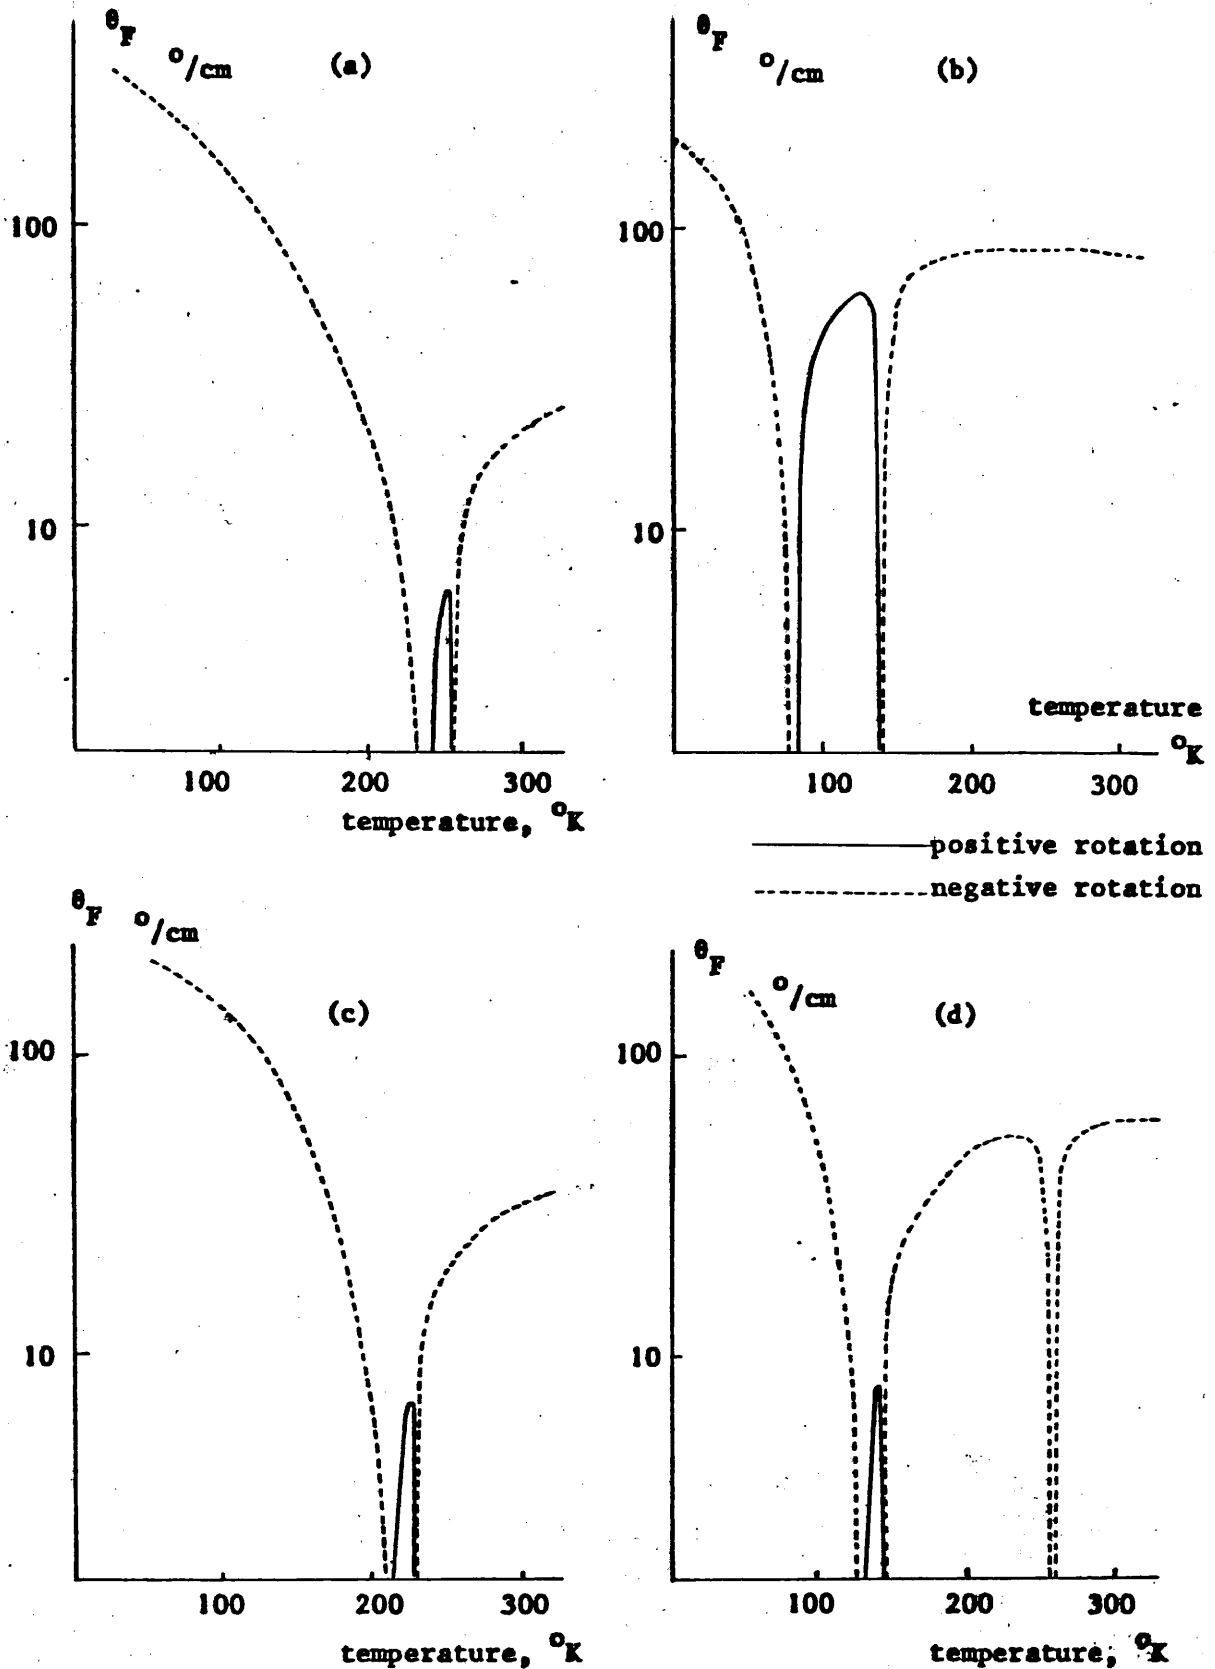 θF °/cm (a)
100
10
100 200 300
temperature, °K
θF °/cm (b)
100
10
temperature
°K
100 200 300
positive rotation
negative rotation
θF °/cm (c)
100
10
100 200 300
temperature, °K
θF °/cm (d)
100
10
100 200 300
temperature, °K